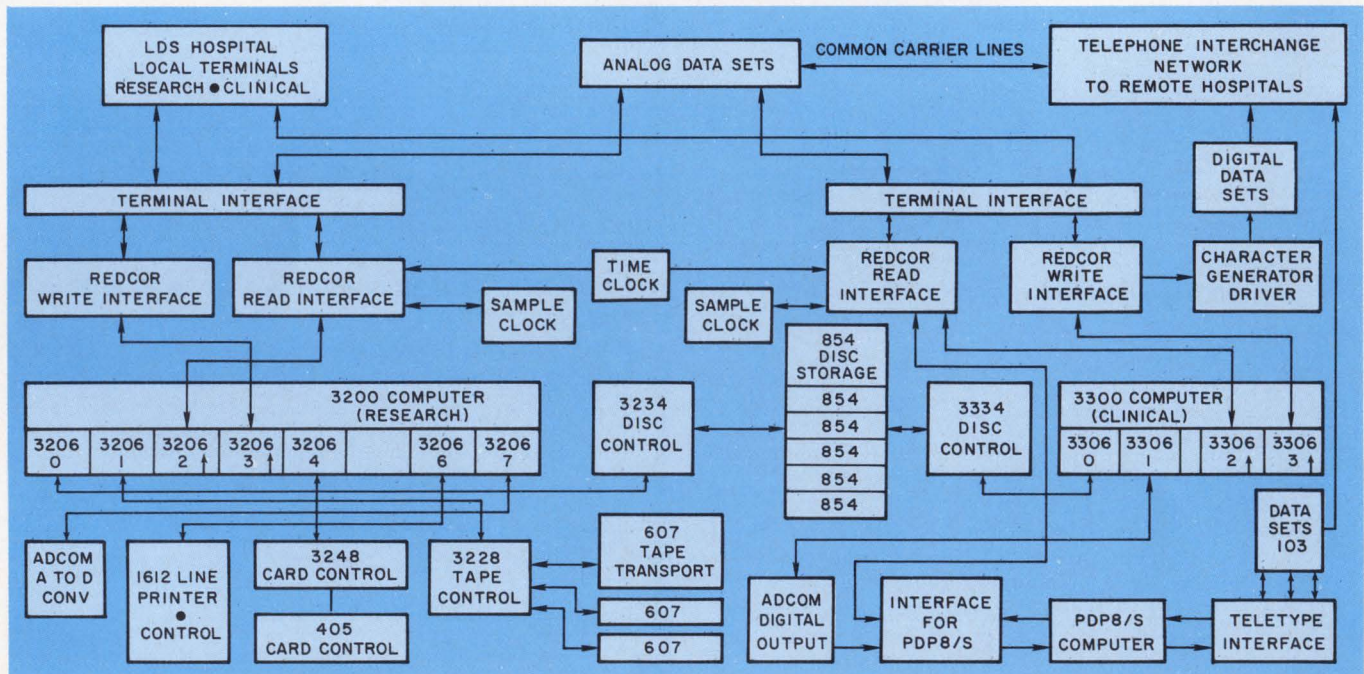 LDS HOSPITAL
LOCAL TERMINALS
RESEARCH ● CLINICAL
ANALOG DATA SETS
COMMON CARRIER LINES
TELEPHONE INTERCHANGE
NETWORK
TO REMOTE HOSPITALS
DIGITAL
DATA
SETS
TERMINAL INTERFACE
TERMINAL INTERFACE
REDCOR
WRITE INTERFACE
REDCOR
READ INTERFACE
TIME
CLOCK
SAMPLE
CLOCK
SAMPLE
CLOCK
REDCOR
READ
INTERFACE
REDCOR
WRITE
INTERFACE
CHARACTER
GENERATOR
DRIVER
3200 COMPUTER
(RESEARCH)
3206
0
3206
1
3206
2
3206
3
3206
4
3206
6
3206
7
3234
DISC
CONTROL
854
DISC
STORAGE
854
854
854
854
854
3334
DISC
CONTROL
3300 COMPUTER
(CLINICAL)
3306
0
3306
1
3306
2
3306
3
ADCOM
A TO D
CONV
1612 LINE
PRINTER
●
CONTROL
3248
CARD CONTROL
405
CARD CONTROL
3228
TAPE
CONTROL
607
TAPE
TRANSPORT
607
607
ADCOM
DIGITAL
OUTPUT
INTERFACE
FOR
PDP8/S
PDP8/S
COMPUTER
DATA
SETS
103
TELETYPE
INTERFACE